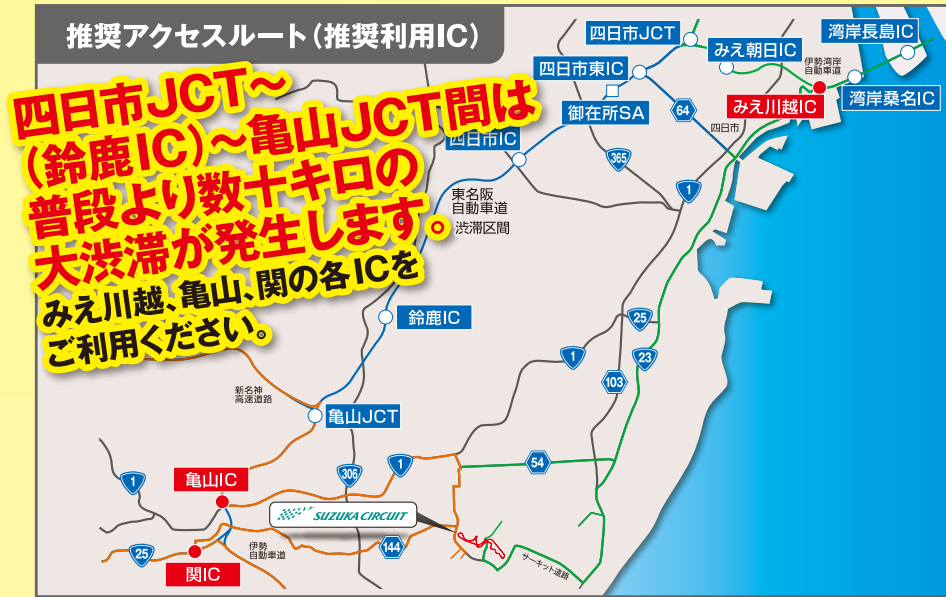 推奨アクセスルート(推奨利用IC)
四日市JCT～
(鈴鹿IC)～亀山JCT間は
普段より数十キロの
大渋滞が発生します。
みえ川越、亀山、関の各ICを
ご利用ください。
四日市JCT
みえ朝日IC
湾岸長島IC
伊勢湾岸
自動車道
四日市東IC
湾岸桑名IC
みえ川越IC
御在所SA
64
四日市
四日市IC
365
1
東名阪
自動車道
渋滞区間
鈴鹿IC
25
1
23
103
新名神
高速道路
亀山JCT
1
54
306
亀山IC
1
SUZUKA CIRCUIT
144
伊勢
自動車道
25
関IC
サーキット道路